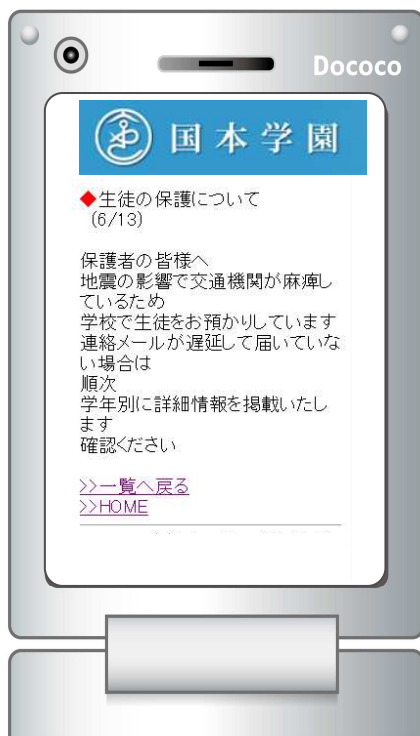 Dococo
国本学園
◆生徒の保護について
(6/13)
保護者の皆様へ
地震の影響で交通機関が麻痺し
ているため
学校で生徒をお預かりしています
連絡メールが遅延して届いていな
い場合は
順次
学年別に詳細情報を掲載いたし
ます
確認ください
>>一覧へ戻る
>>HOME